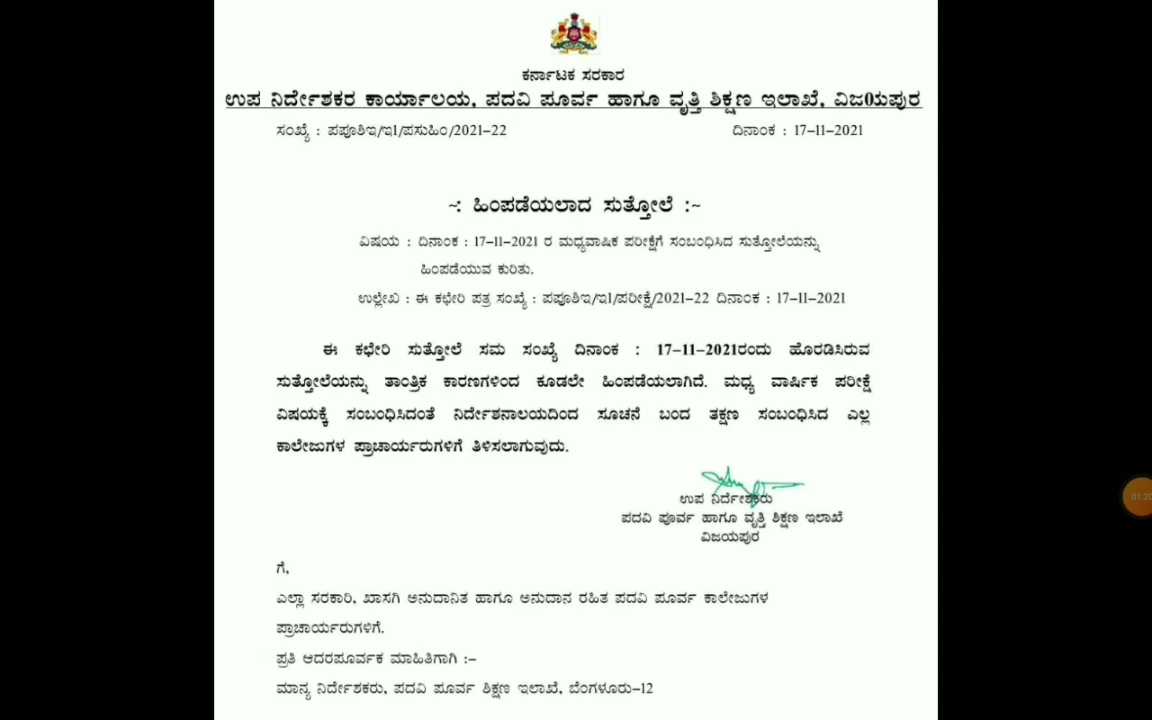 ಕರ್ನಾಟಕ ಸರಕಾರ
ಉಪ ನಿರ್ದೇಶಕರ ಕಾರ್ಯಾಲಯ, ಪದವಿ ಪೂರ್ವ ಹಾಗೂ ವೃತ್ತಿ ಶಿಕ್ಷಣ ಇಲಾಖೆ, ವಿಜ0ಯಪುರ
ಸಂಖ್ಯೆ : ಪಪೂಶಿಇ/ಇ1/ಪಸುಹಿಂ/2021-22 ದಿನಾಂಕ : 17-11-2021
~: ಹಿಂಪಡೆಯಲಾದ ಸುತ್ತೋಲೆ :~
ವಿಷಯ : ದಿನಾಂಕ : 17-11-2021 ರ ಮಧ್ಯವಾಷಿಕ ಪರೀಕ್ಷೆಗೆ ಸಂಬಂಧಿಸಿದ ಸುತ್ತೋಲೆಯನ್ನು
ಹಿಂಪಡೆಯುವ ಕುರಿತು.
ಉಲ್ಲೇಖ : ಈ ಕಛೇರಿ ಪತ್ರ ಸಂಖ್ಯೆ : ಪಪೂಶಿಇ/ಇ1/ಪರೀಕ್ಷೆ/2021-22 ದಿನಾಂಕ : 17-11-2021
ಈ ಕಛೇರಿ ಸುತ್ತೋಲೆ ಸಮ ಸಂಖ್ಯೆ ದಿನಾಂಕ : 17-11-2021ರಂದು ಹೊರಡಿಸಿರುವ
ಸುತ್ತೋಲೆಯನ್ನು ತಾಂತ್ರಿಕ ಕಾರಣಗಳಿಂದ ಕೂಡಲೇ ಹಿಂಪಡೆಯಲಾಗಿದೆ. ಮಧ್ಯ ವಾರ್ಷಿಕ ಪರೀಕ್ಷೆ
ವಿಷಯಕ್ಕೆ ಸಂಬಂಧಿಸಿದಂತೆ ನಿರ್ದೇಶನಾಲಯದಿಂದ ಸೂಚನೆ ಬಂದ ತಕ್ಷಣ ಸಂಬಂಧಿಸಿದ ಎಲ್ಲ
ಕಾಲೇಜುಗಳ ಪ್ರಾಚಾರ್ಯರುಗಳಿಗೆ ತಿಳಿಸಲಾಗುವುದು.
ಉಪ ನಿರ್ದೇಶಕರು
ಪದವಿ ಪೂರ್ವ ಹಾಗೂ ವೃತ್ತಿ ಶಿಕ್ಷಣ ಇಲಾಖೆ
ವಿಜಯಪುರ
ಗೆ,
ಎಲ್ಲಾ ಸರಕಾರಿ, ಖಾಸಗಿ ಅನುದಾನಿತ ಹಾಗೂ ಅನುದಾನ ರಹಿತ ಪದವಿ ಪೂರ್ವ ಕಾಲೇಜುಗಳ
ಪ್ರಾಚಾರ್ಯರುಗಳಿಗೆ.
ಪ್ರತಿ ಆದರಪೂರ್ವಕ ಮಾಹಿತಿಗಾಗಿ :-
ಮಾನ್ಯ ನಿರ್ದೇಶಕರು, ಪದವಿ ಪೂರ್ವ ಶಿಕ್ಷಣ ಇಲಾಖೆ, ಬೆಂಗಳೂರು-12